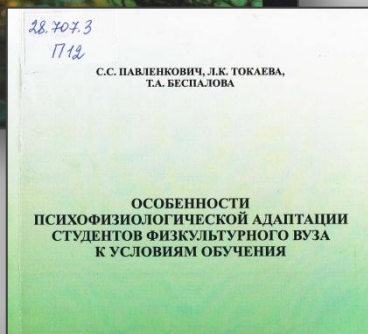 28.707.3
П12
С.С. ПАВЛЕНКОВИЧ, Л.К. ТОКАЕВА,
Т.А. БЕСПАЛОВА
ОСОБЕННОСТИ
ПСИХОФИЗИОЛОГИЧЕСКОЙ АДАПТАЦИИ
СТУДЕНТОВ ФИЗКУЛЬТУРНОГО ВУЗА
К УСЛОВИЯМ ОБУЧЕНИЯ